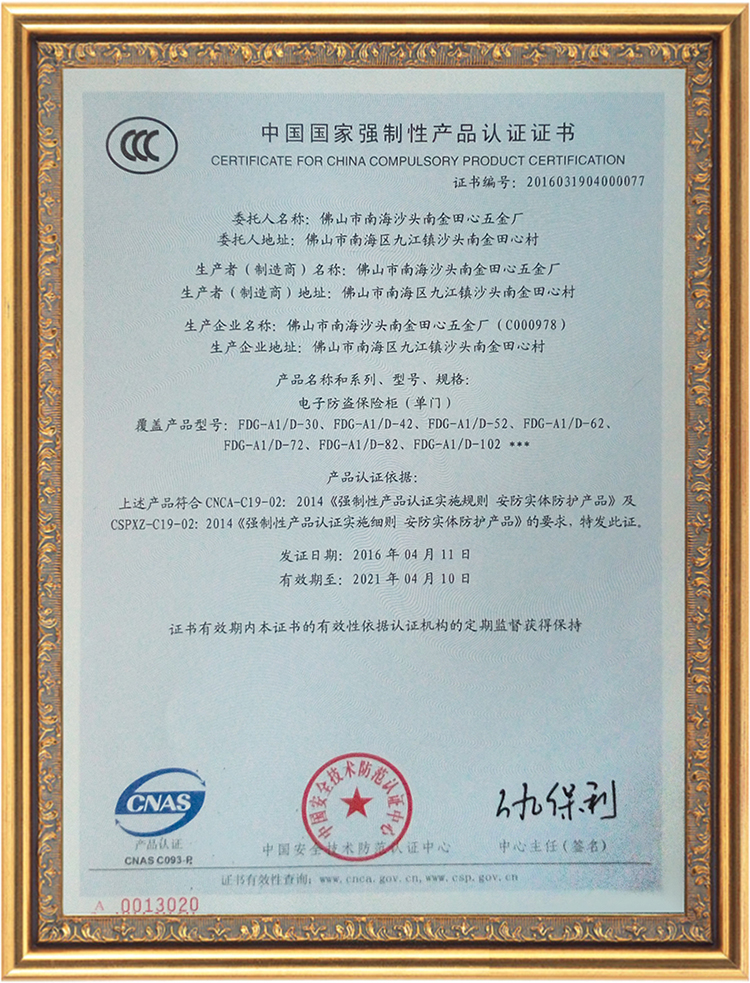 CCC
中国国家强制性产品认证证书
CERTIFICATE FOR CHINA COMPULSORY PRODUCT CERTIFICATION
证书编号：2016031904000077
委托人名称：佛山市南海沙头南金田心五金厂
委托人地址：佛山市南海区九江镇沙头南金田心村
生产者（制造商）名称：佛山市南海沙头南金田心五金厂
生产者（制造商）地址：佛山市南海区九江镇沙头南金田心村
生产企业名称：佛山市南海沙头南金田心五金厂（C000978）
生产企业地址：佛山市南海区九江镇沙头南金田心村
产品名称和系列、型号、规格：
电子防盗保险柜（单门）
覆盖产品型号：FDG-A1/D-30、FDG-A1/D-42、FDG-A1/D-52、FDG-A1/D-62、
FDG-A1/D-72、FDG-A1/D-82、FDG-A1/D-102 ***
产品认证依据：
上述产品符合 CNCA-C19-02：2014《强制性产品认证实施规则 安防实体防护产品》及
CSPXZ-C19-02：2014《强制性产品认证实施细则 安防实体防护产品》的要求，特发此证。
发证日期：2016 年 04 月 11 日
有效期至：2021 年 04 月 10 日
证书有效期内本证书的有效性依据认证机构的定期监督获得保持
CNAS
产品认证
CNAS C093-P
中国安全技术防范认证中心
中国安全技术防范认证中心
中心主任（签名）
证书有效性查询：www.cnca.gov.cn,www.csp.gov.cn
A 0013020